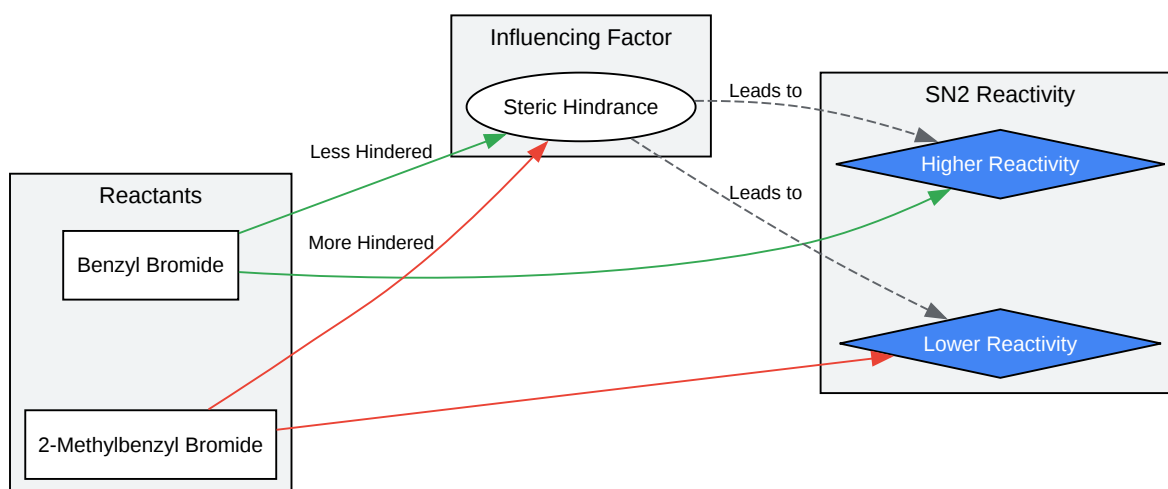 Influencing Factor
Steric Hindrance
Leads to
SN2 Reactivity
Higher Reactivity
Less Hindered
Reactants
Leads to
More Hindered
Benzyl Bromide
Lower Reactivity
2-Methylbenzyl Bromide